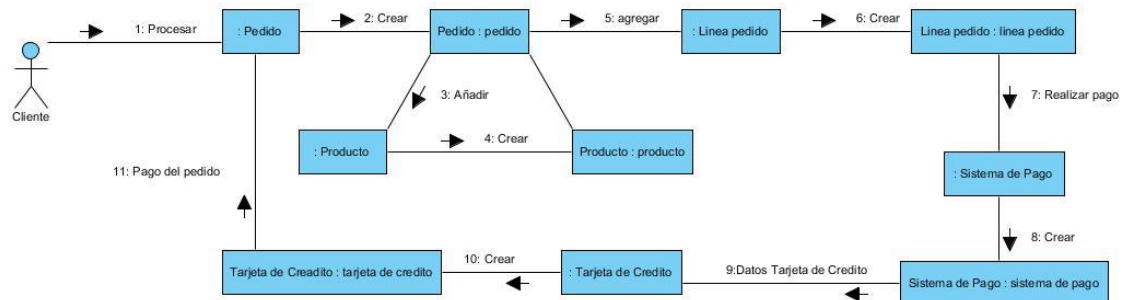 1: Procesar
2: Crear
5: agregar
6: Crear
: Pedido
Pedido : pedido
: Linea pedido
Linea pedido : linea pedido
Cliente
3: Añadir
7: Realizar pago
: Producto
4: Crear
Producto : producto
11: Pago del pedido
: Sistema de Pago
8: Crear
Tarjeta de Creadito : tarjeta de credito
10: Crear
: Tarjeta de Credito
9:Datos Tarjeta de Credito
Sistema de Pago : sistema de pago